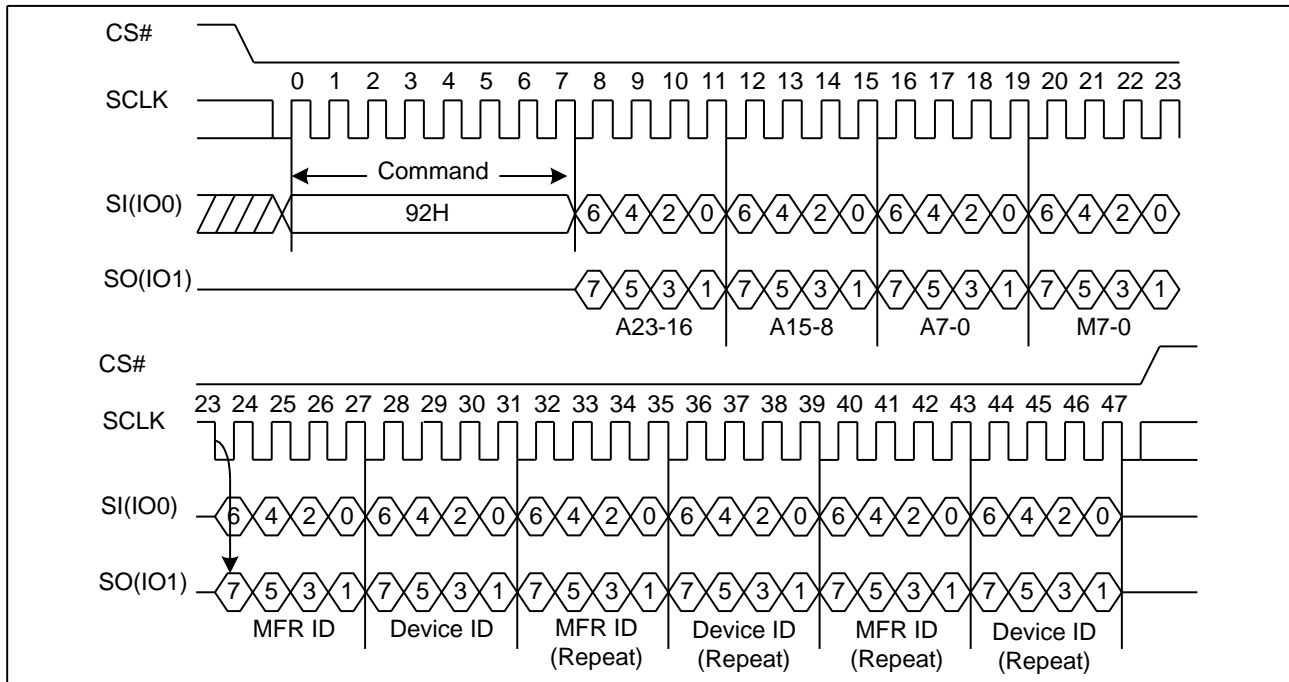 CS#
0 1 2 3 4 5 6 7 8 9 10 11 12 13 14 15 16 17 18 19 20 21 22 23
SCLK
Command
SI(IO0)
92H
6 4 2 0 6 4 2 0 6 4 2 0 6 4 2 0
SO(IO1)
7 5 3 1 7 5 3 1 7 5 3 1 7 5 3 1
A23-16 A15-8 A7-0 M7-0
CS#
23 24 25 26 27 28 29 30 31 32 33 34 35 36 37 38 39 40 41 42 43 44 45 46 47
SCLK
SI(IO0)
6 4 2 0 6 4 2 0 6 4 2 0 6 4 2 0 6 4 2 0 6 4 2 0
SO(IO1)
7 5 3 1 7 5 3 1 7 5 3 1 7 5 3 1 7 5 3 1 7 5 3 1
MFR ID Device ID MFR ID Device ID MFR ID Device ID
(Repeat) (Repeat) (Repeat) (Repeat)